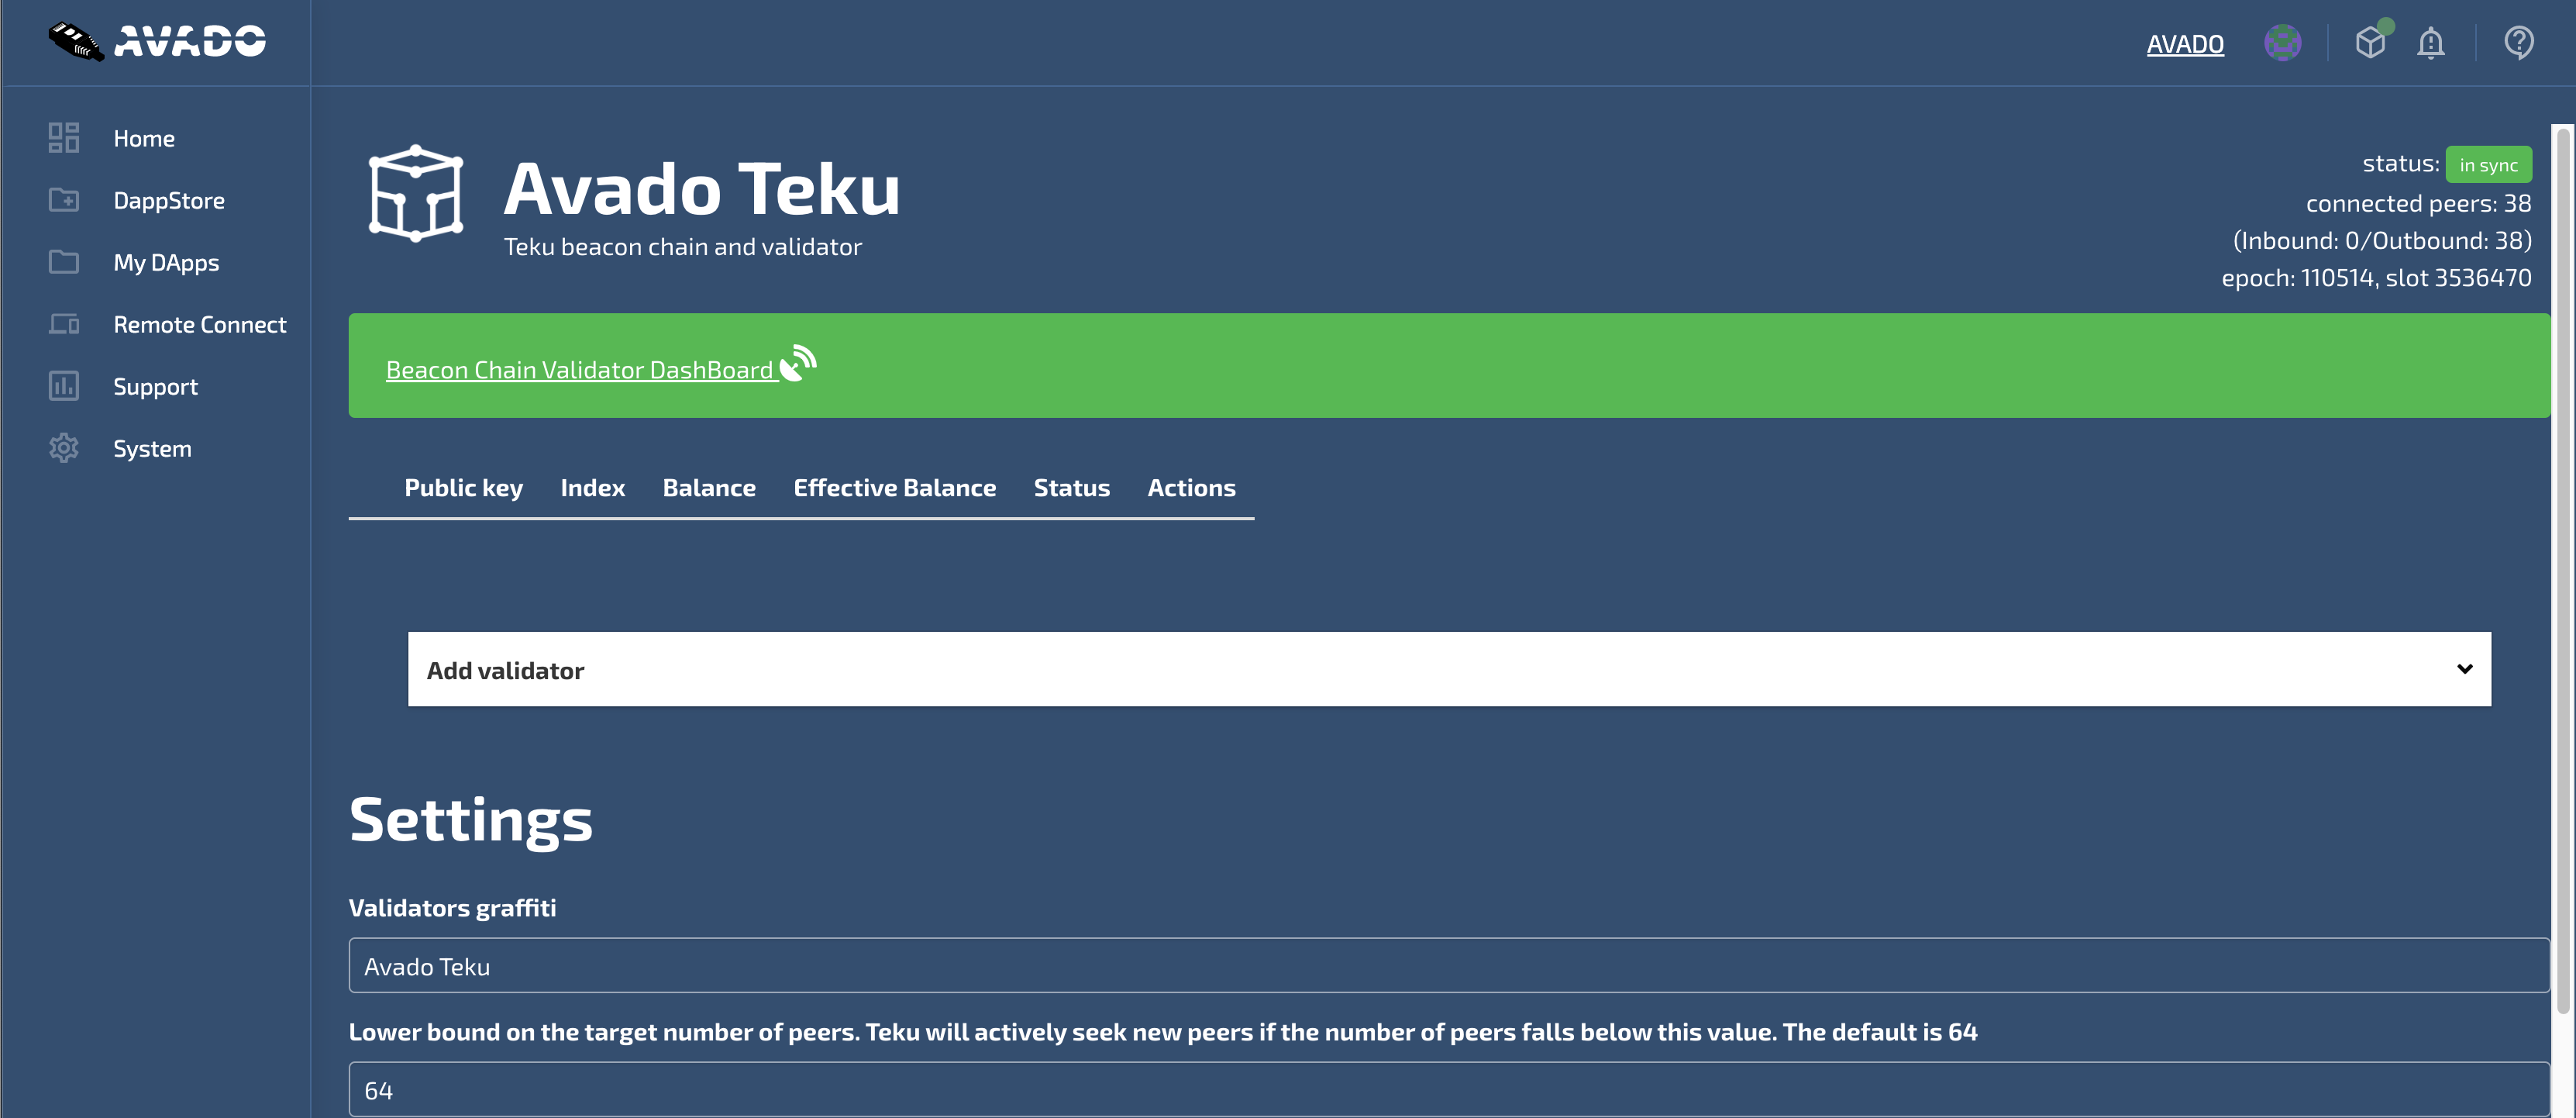 AVADO
AVADO
Home
DappStore
My DApps
Remote Connect
Support
System
Avado Teku
Teku beacon chain and validator
status: in sync
connected peers: 38
(Inbound: 0/Outbound: 38)
epoch: 110514, slot 3536470
Beacon Chain Validator DashBoard
Public key Index Balance Effective Balance Status Actions
Add validator
Settings
Validators graffiti
Avado Teku
Lower bound on the target number of peers. Teku will actively seek new peers if the number of peers falls below this value. The default is 64
64